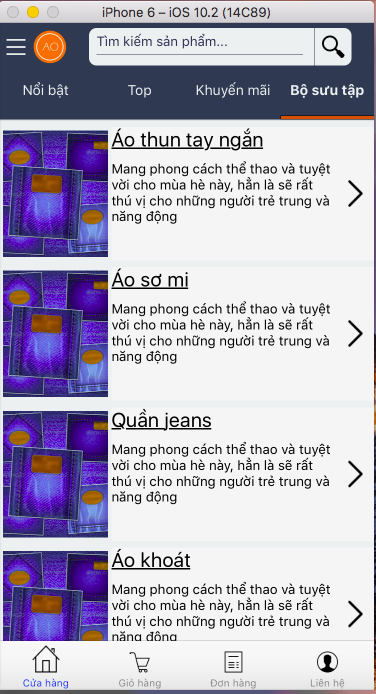 iPhone 6 – iOS 10.2 (14C89)
AO
Tìm kiếm sản phẩm...
Nổi bật
Top
Khuyến mãi
Bộ sưu tập
Áo thun tay ngắn
Mang phong cách thể thao và tuyệt
vời cho mùa hè này, hẳn là sẽ rất
thú vị cho những người trẻ trung và
năng động
Áo sơ mi
Mang phong cách thể thao và tuyệt
vời cho mùa hè này, hẳn là sẽ rất
thú vị cho những người trẻ trung và
năng động
Quần jeans
Mang phong cách thể thao và tuyệt
vời cho mùa hè này, hẳn là sẽ rất
thú vị cho những người trẻ trung và
năng động
Áo khoát
Mang phong cách thể thao và tuyệt
vời cho mùa hè này, hẳn là sẽ rất
thú vị cho những người trẻ trung và
năng động
Cửa hàng
Giỏ hàng
Đơn hàng
Liên hệ